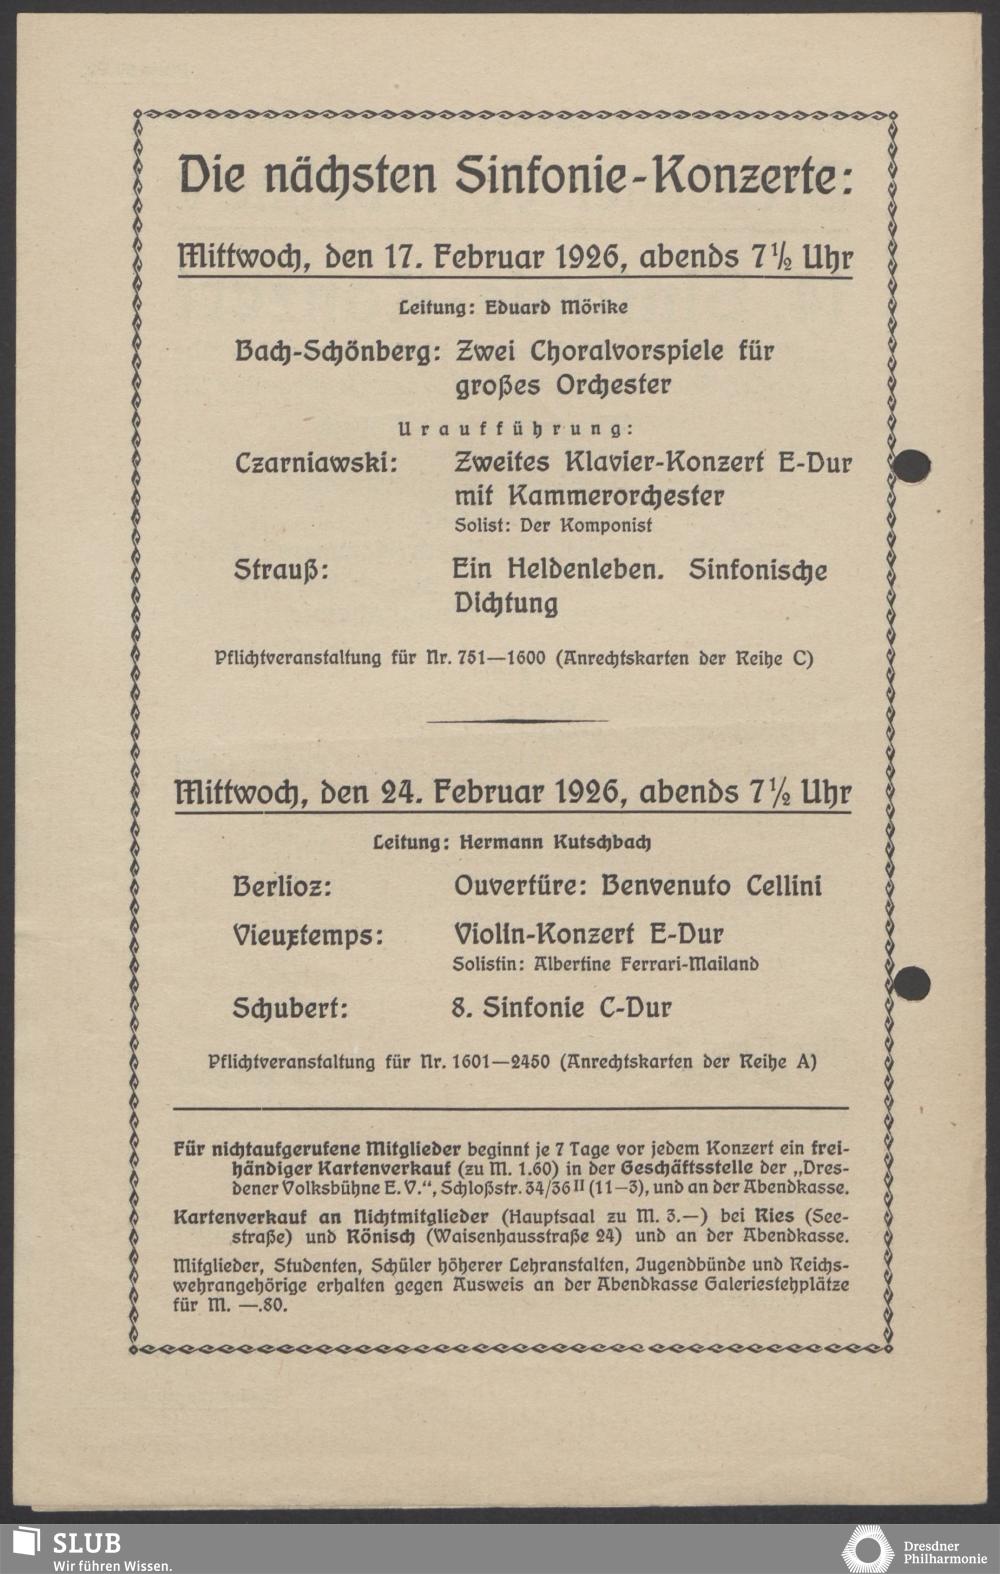 Die nächsten Sinfonie-Konzerte:
Mittwoch, den 17. Februar 1926, abends 7½ Uhr
Leitung: Eduard Mörike
Bach-Schönberg: Zwei Choralvorspiele für
großes Orchester
Uraufführung:
Czarniawski: Zweites Klavier-Konzert E-Dur
mit Kammerorchester
Solist: Der Komponist
Strauß: Ein Heldenleben. Sinfonische
Dichtung
Pflichtveranstaltung für Nr. 751—1600 (Anrechtskarten der Reihe C)
Mittwoch, den 24. Februar 1926, abends 7½ Uhr
Leitung: Hermann Kutschbach
Berlioz: Ouvertüre: Benvenuto Cellini
Vieuxtemps: Violin-Konzert E-Dur
Solistin: Albertine Ferrari-Mailand
Schubert: 8. Sinfonie C-Dur
Pflichtveranstaltung für Nr. 1601—2450 (Anrechtskarten der Reihe A)
Für nichtaufgerufene Mitglieder beginnt je 7 Tage vor jedem Konzert ein frei-
händiger Kartenverkauf (zu M. 1.60) in der Geschäftsstelle der „Dres-
dener Volksbühne E. V.“, Schloßstr. 34/36 II (11—3), und an der Abendkasse.
Kartenverkauf an Nichtmitglieder (Hauptsaal zu M. 3.—) bei Ries (See-
straße) und Rönisch (Waisenhausstraße 24) und an der Abendkasse.
Mitglieder, Studenten, Schüler höherer Lehranstalten, Jugendbünde und Reichs-
wehrangehörige erhalten gegen Ausweis an der Abendkasse Galeriestehplätze
für M. —.80.
SLUB
Wir führen Wissen.
Dresdner
Philharmonie